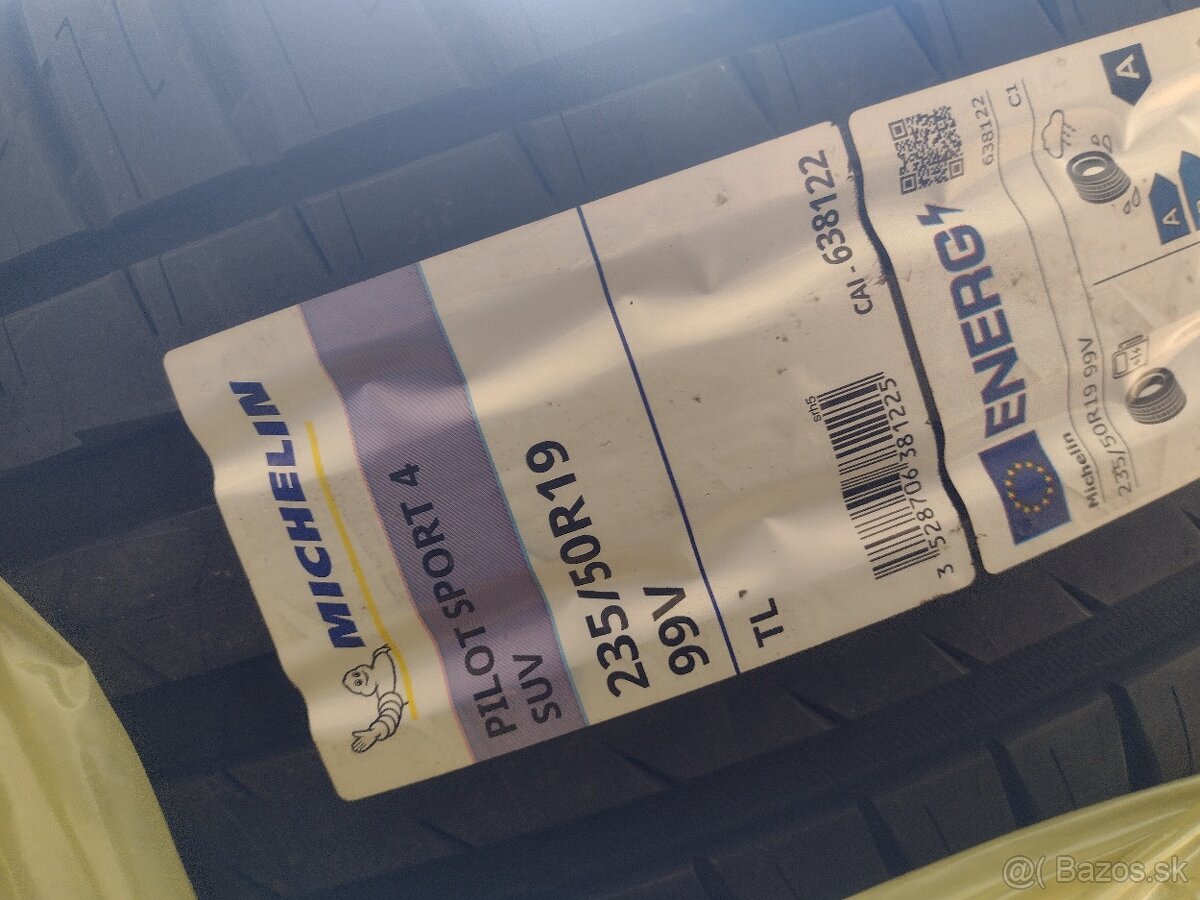 MICHELIN
PILOT SPORT 4
SUV
235/50R19
99V
TL
CAI - 638122
sm5
3 528706 381225
ENERG
638122
Michelin
235/50R19 99V
C1
A
A
@( Bazos.sk